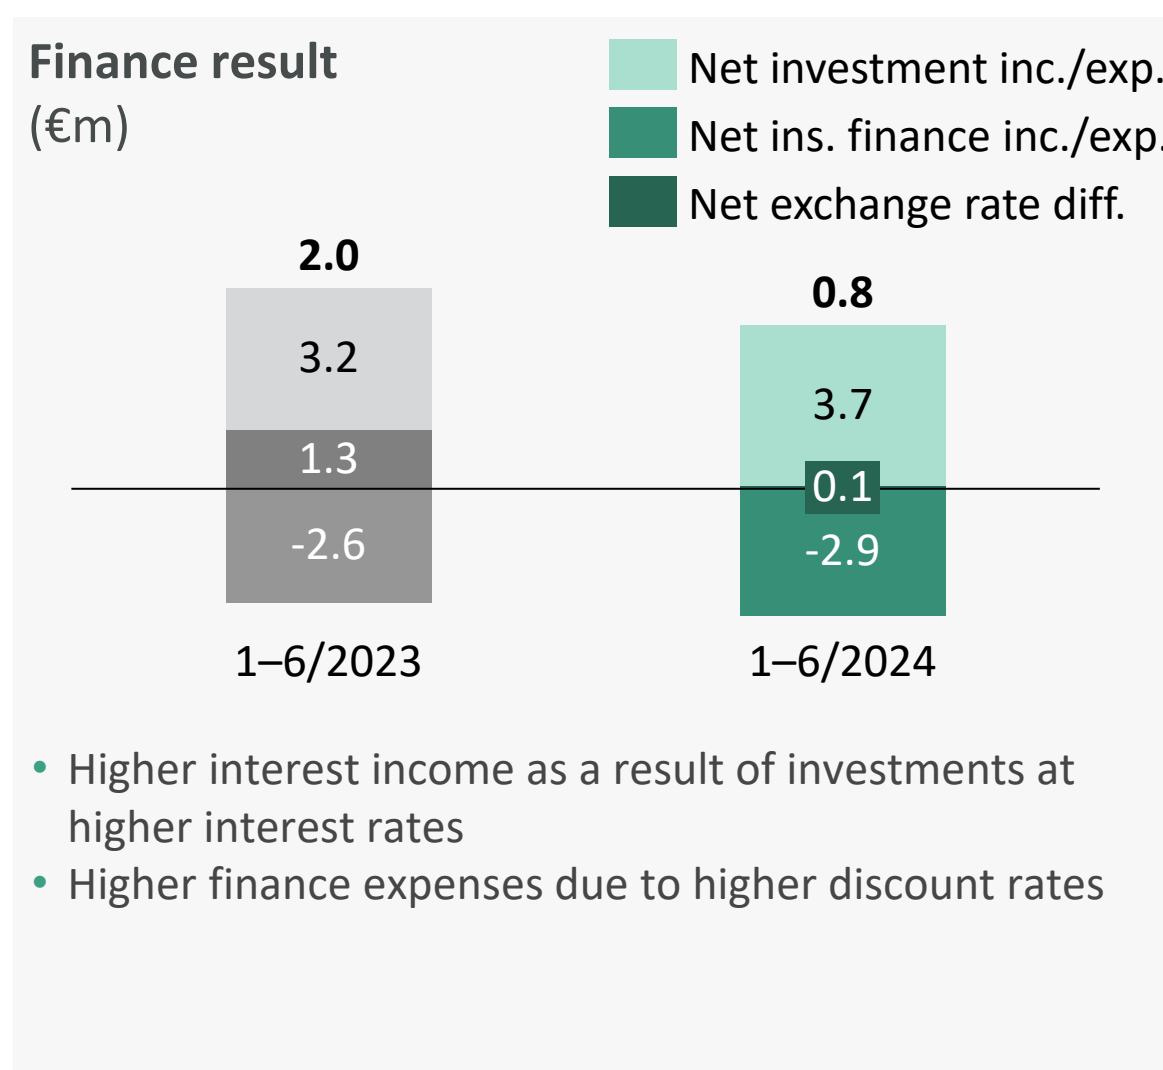 Finance result
(€m)
Net investment inc./exp.
Net ins. finance inc./exp.
Net exchange rate diff.
2.0
0.8
3.2
3.7
1.3
0.1
-2.6
-2.9
1–6/2023
1–6/2024
• Higher interest income as a result of investments at
higher interest rates
• Higher finance expenses due to higher discount rates